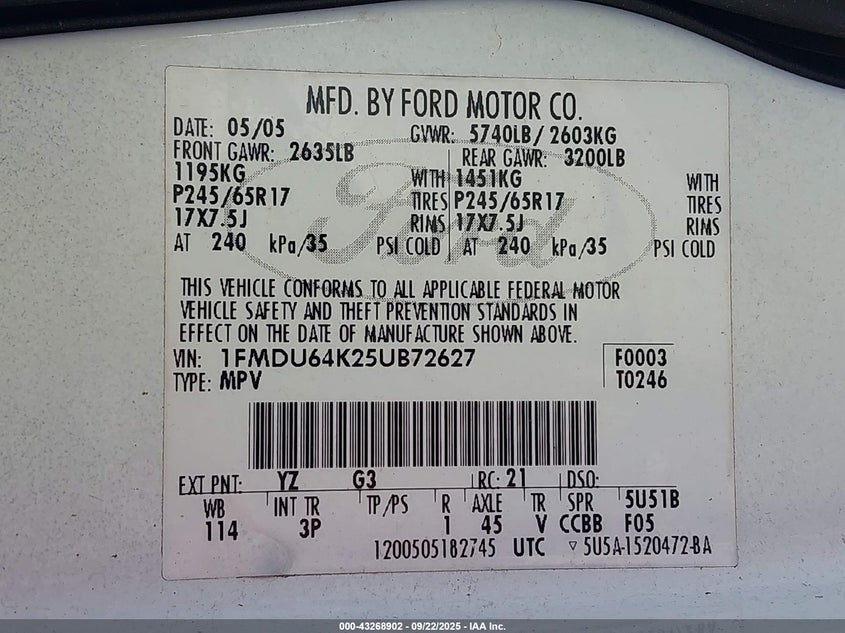 MFD. BY FORD MOTOR CO.
DATE: 05/05 GVWR: 5740LB/ 2603KG
FRONT GAWR: 2635LB REAR GAWR: 3200LB
1195KG WITH 1451KG WITH
P245/65R17 TIRES P245/65R17 TIRES
17X7.5J RIMS 17X7.5J RIMS
AT 240 kPa/35 PSI COLD AT 240 kPa/35 PSI COLD
THIS VEHICLE CONFORMS TO ALL APPLICABLE FEDERAL MOTOR
VEHICLE SAFETY AND THEFT PREVENTION STANDARDS IN
EFFECT ON THE DATE OF MANUFACTURE SHOWN ABOVE.
VIN: 1FMDU64K25UB72627 F0003
TYPE: MPV T0246
EXT PNT: YZ G3 RC: 21 DSO:
WB INT TR TP/PS R AXLE TR SPR 5U51B
114 3P 1 45 V CCBB F05
1200505182745 UTC ▽ 5U5A-1520472-BA
Ford
000-43268902 - 09/22/2025 - IAA Inc.